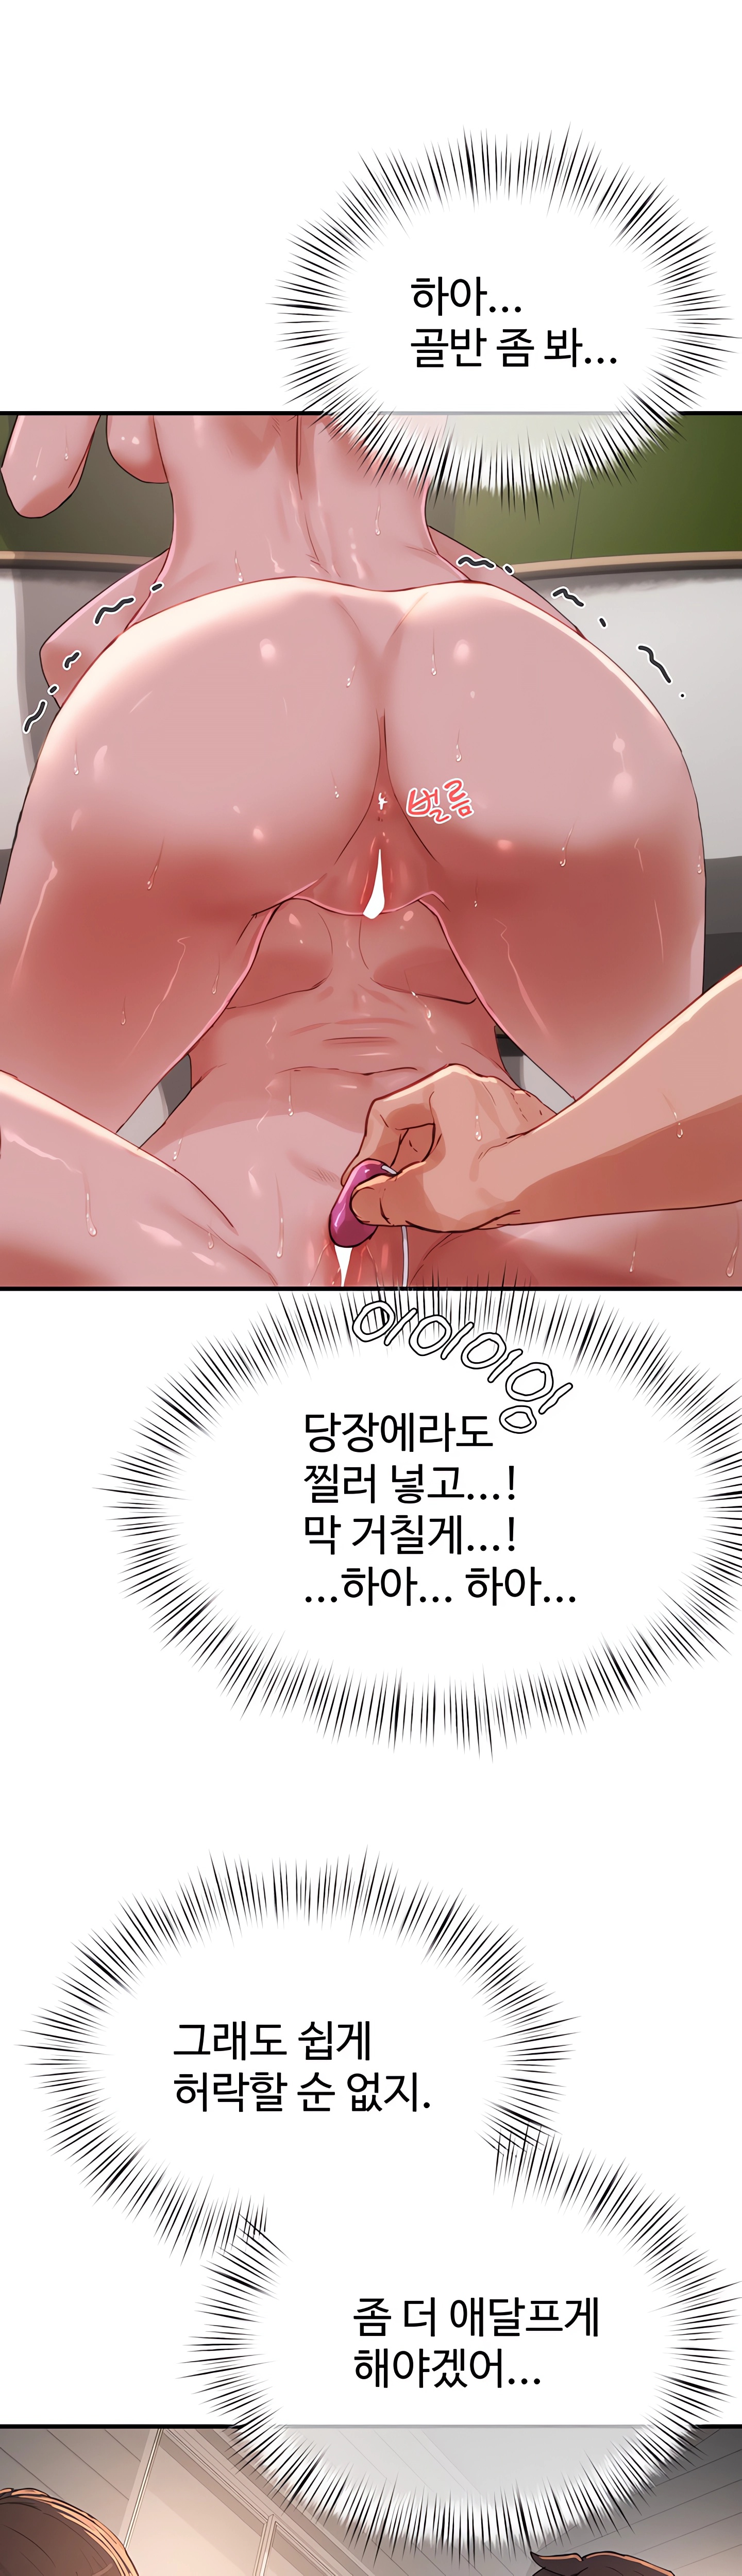 하아...
골반 좀 봐...
벌름
아이이잉
당장에라도
찔러 넣고...!
막 거칠게...!
...하아... 하아...
그래도 쉽게
허락할 순 없지.
좀 더 애달프게
해야겠어...